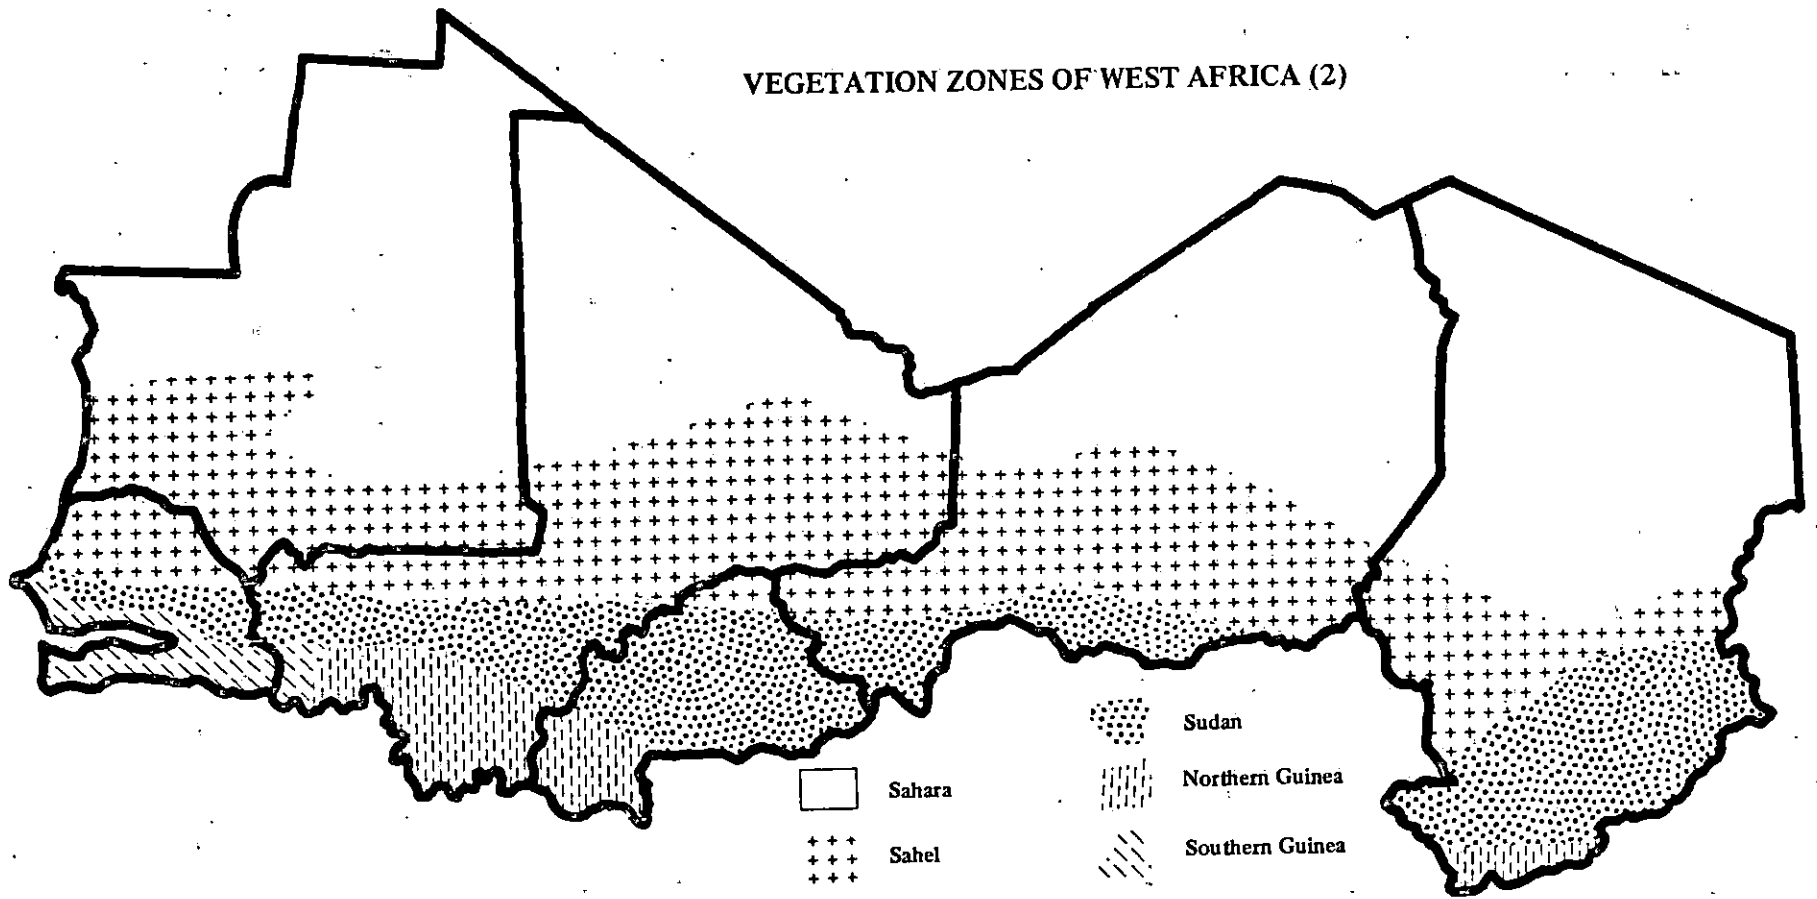 VEGETATION ZONES OF WEST AFRICA (2)
Sahara
Sahel
Sudan
Northern Guinea
Southern Guinea